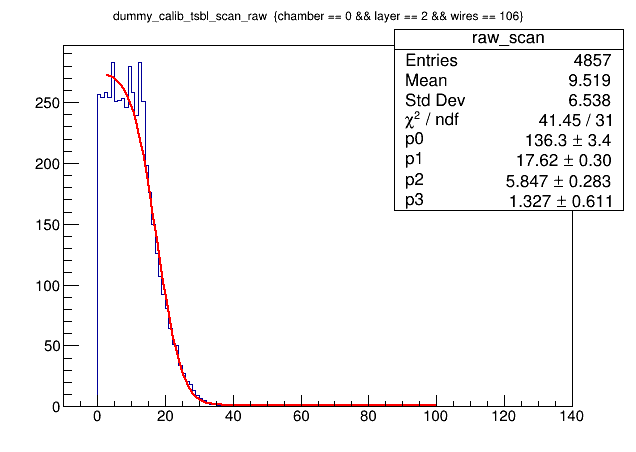 dummy_calib_tsbl_scan_raw {chamber == 0 && layer == 2 && wires == 106}
raw_scan
Entries 4857
Mean 9.519
Std Dev 6.538
χ² / ndf 41.45 / 31
p0 136.3 ± 3.4
p1 17.62 ± 0.30
p2 5.847 ± 0.283
p3 1.327 ± 0.611
250
200
150
100
50
0
0 20 40 60 80 100 120 140